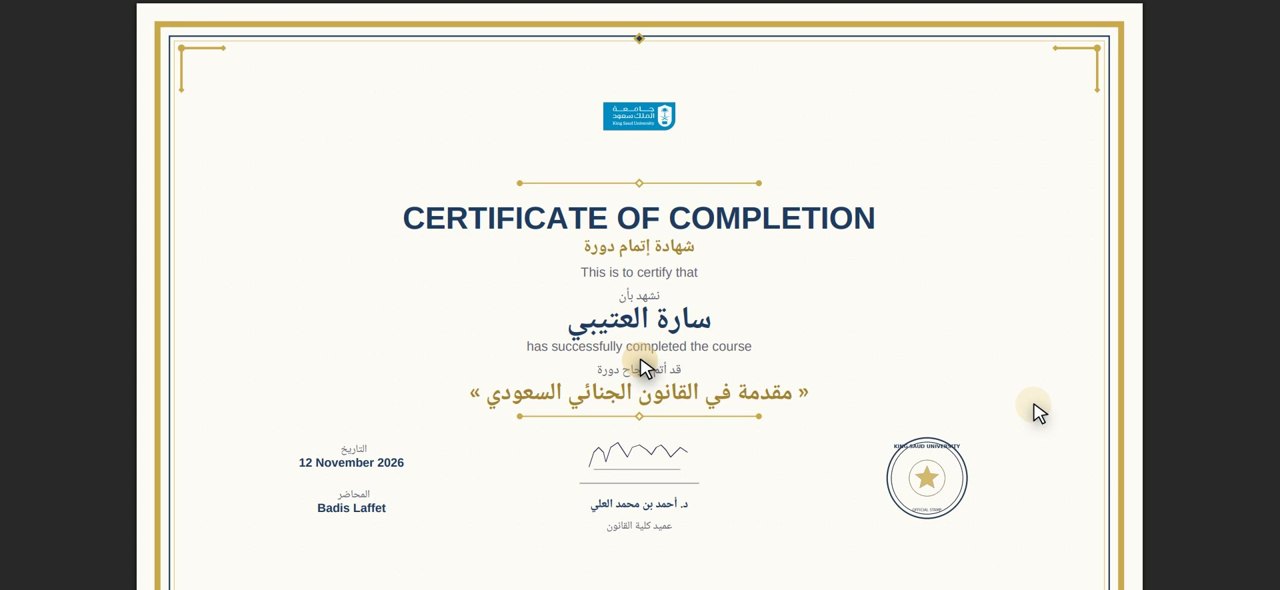 جامعة
الملك سعود
King Saud University
CERTIFICATE OF COMPLETION
شهادة إتمام دورة
This is to certify that
نشهد بأن
سارة العتيبي
has successfully completed the course
قد دورة
« مقدمة في القانون الجنائي السعودي »
التاريخ
12 November 2026
المحاضر
Badis Laffet
د. أحمد بن محمد العلي
عميد كلية القانون
KING SAUD UNIVERSITY
OFFICIAL STAMP